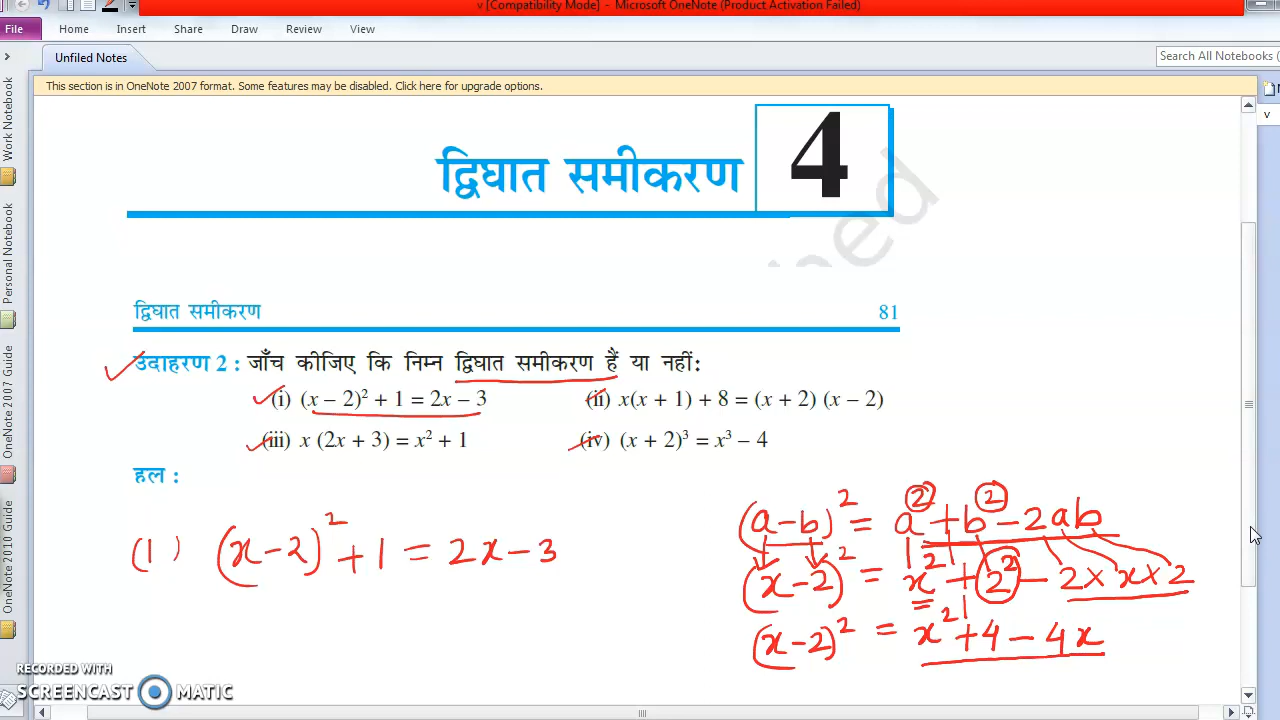 v [Compatibility Mode] - Microsoft OneNote (Product Activation Failed)
File Home Insert Share Draw Review View
Unfiled Notes
Search All Notebooks (
This section is in OneNote 2007 format. Some features may be disabled. Click here for upgrade options.
v
Work Notebook
Personal Notebook
OneNote 2007 Guide
OneNote 2010 Guide
Unfiled Notes
द्विघात समीकरण 4
द्विघात समीकरण 81
उदाहरण 2 : जाँच कीजिए कि निम्न द्विघात समीकरण हैं या नहीं:
(i) (x – 2)² + 1 = 2x – 3 (ii) x(x + 1) + 8 = (x + 2) (x – 2)
(iii) x (2x + 3) = x² + 1 (iv) (x + 2)³ = x³ – 4
हल :
(a-b)² = a² + b² - 2ab
(1) (x-2)² + 1 = 2x - 3
(x-2)² = x² + 2² - 2 × x × 2
(x-2)² = x² + 4 - 4x
RECORDED WITH
SCREENCAST MATIC